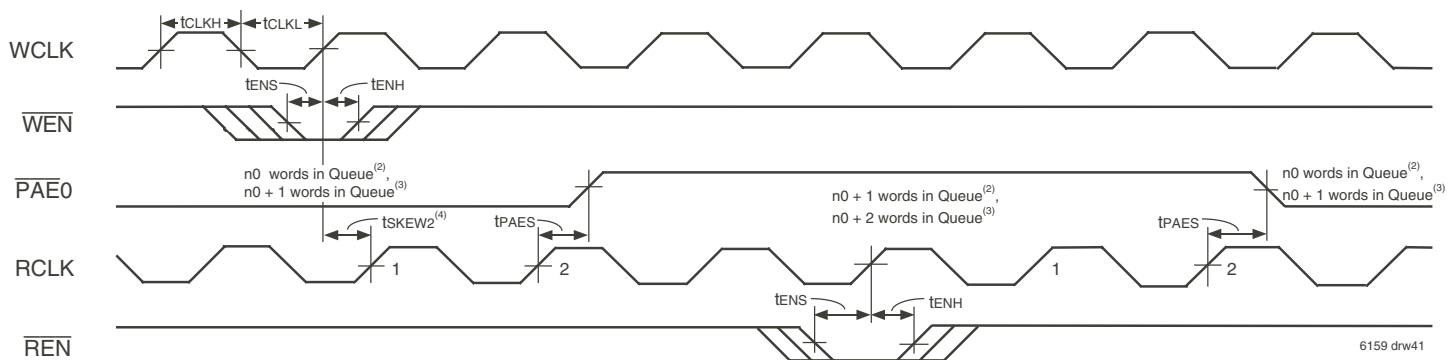 tCLKH
tCLKL
WCLK
tENS
tENH
WEN
n0 words in Queue(2),
n0 + 1 words in Queue(3)
PAE0
n0 + 1 words in Queue(2),
n0 + 2 words in Queue(3)
n0 words in Queue(2),
n0 + 1 words in Queue(3)
tSKEW2(4)
tPAES
tPAES
RCLK
1
2
1
2
tENS
tENH
REN
6159 drw41